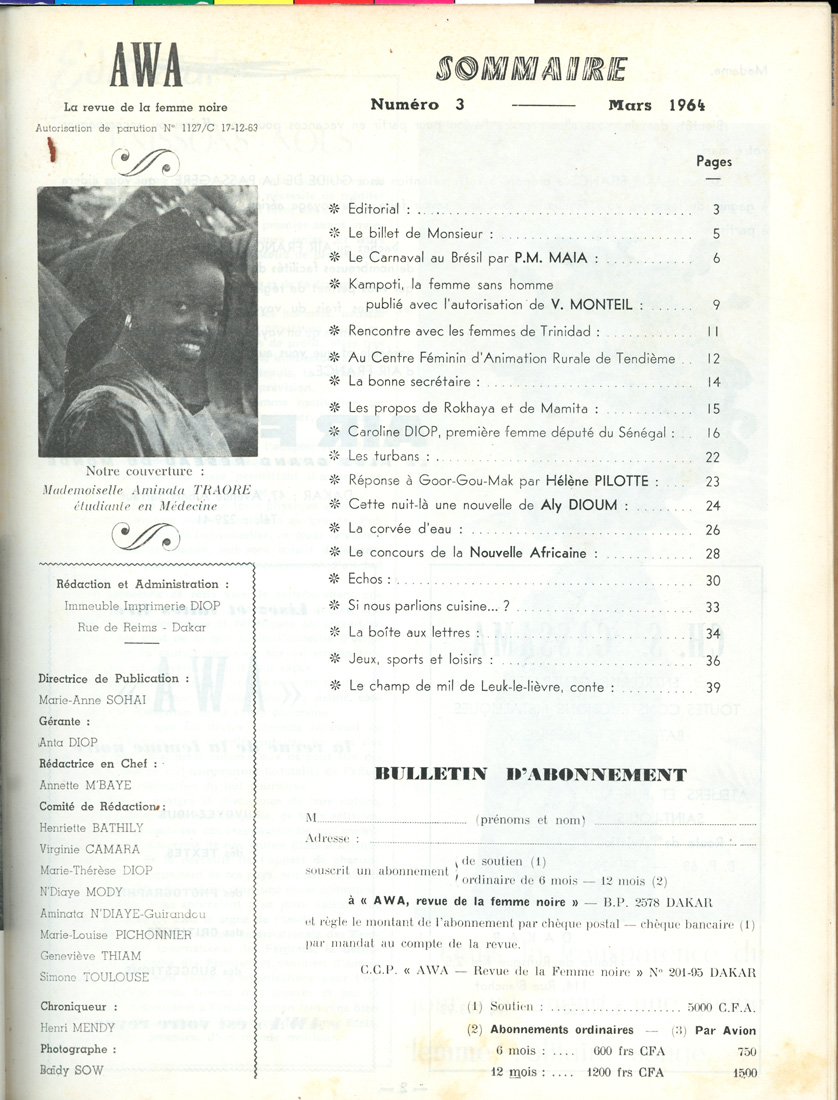 AWA
La revue de la femme noire
Autorisation de parution N° 1127/C 17-12-63
Notre couverture :
Mademoiselle Aminata TRAORE
étudiante en Médecine
Rédaction et Administration :
Immeuble Imprimerie DIOP
Rue de Reims - Dakar
Directrice de Publication :
Marie-Anne SOHAI
Gérante :
Anta DIOP
Rédactrice en Chef :
Annette M'BAYE
Comité de Rédaction :
Henriette BATHILY
Virginie CAMARA
Marie-Thérèse DIOP
N'Diaye MODY
Aminata N'DIAYE-Guirandou
Marie-Louise PICHONNIER
Geneviève THIAM
Simone TOULOUSE
Chroniqueur :
Henri MENDY
Photographe :
Baïdy SOW
SOMMAIRE
Numéro 3 — Mars 1964
Pages
Editorial : 3
Le billet de Monsieur : 5
Le Carnaval au Brésil par P.M. MAIA : 6
Kampoti, la femme sans homme
publié avec l'autorisation de V. MONTEIL : 9
Rencontre avec les femmes de Trinidad : 11
Au Centre Féminin d'Animation Rurale de Tendième 12
La bonne secrétaire : 14
Les propos de Rokhaya et de Mamita : 15
Caroline DIOP, première femme député du Sénégal : 16
Les turbans : 22
Réponse à Goor-Gou-Mak par Hélène PILOTTE : 23
Cette nuit-là une nouvelle de Aly DIOUM : 24
La corvée d'eau : 26
Le concours de la Nouvelle Africaine : 28
Echos : 30
Si nous parlions cuisine... ? 33
La boîte aux lettres : 34
Jeux, sports et loisirs : 36
Le champ de mil de Leuk-le-lièvre, conte : 39
BULLETIN D'ABONNEMENT
M (prénoms et nom)
Adresse :
souscrit un abonnement
de soutien (1)
ordinaire de 6 mois — 12 mois (2)
à « AWA, revue de la femme noire » — B.P. 2578 DAKAR
et règle le montant de l'abonnement par chèque postal — chèque bancaire (1)
par mandat au compte de la revue.
C.C.P. « AWA — Revue de la Femme noire » N° 201-95 DAKAR
(1) Soutien : 5000 C.F.A.
(2) Abonnements ordinaires — (3) Par Avion
6 mois : .... 600 frs CFA 750
12 mois : .... 1200 frs CFA 1500
— 2 —